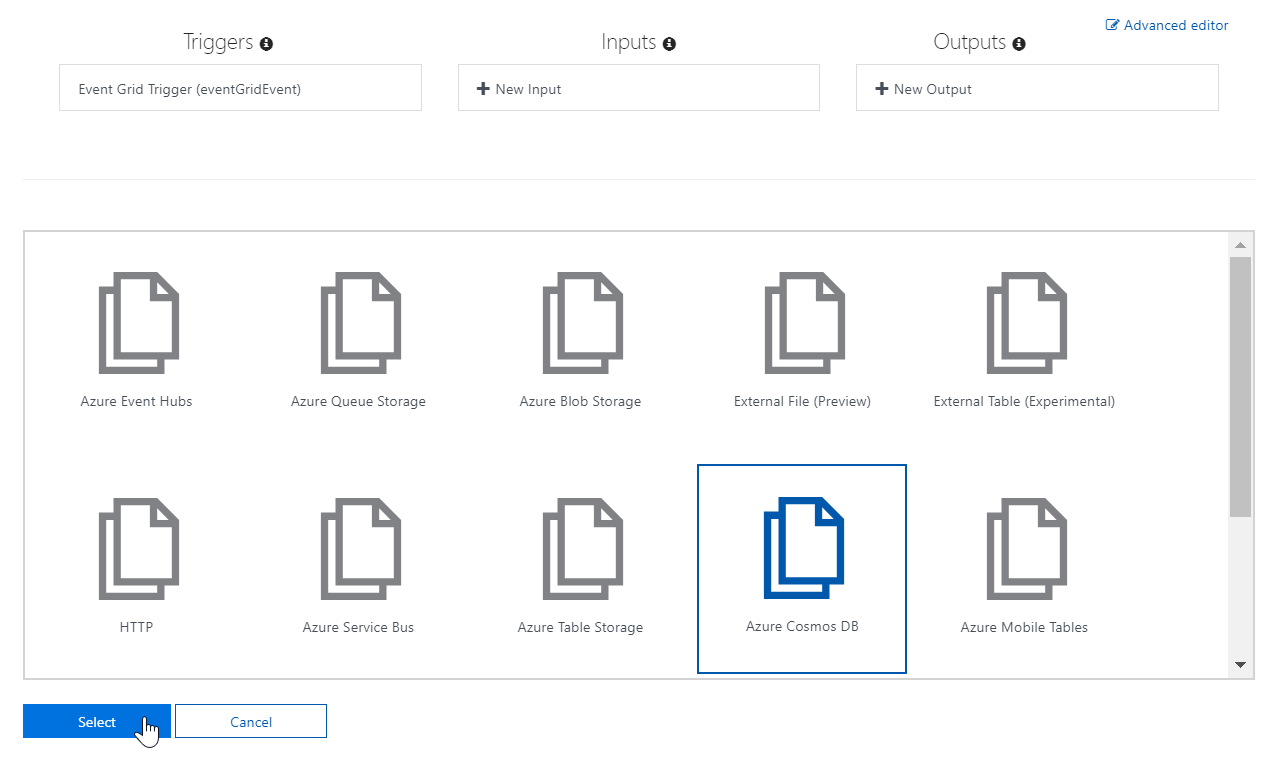 Advanced editor
Triggers
Inputs
Outputs
Event Grid Trigger (eventGridEvent)
New Input
New Output
Azure Event Hubs
Azure Queue Storage
Azure Blob Storage
External File (Preview)
External Table (Experimental)
HTTP
Azure Service Bus
Azure Table Storage
Azure Cosmos DB
Azure Mobile Tables
Select
Cancel